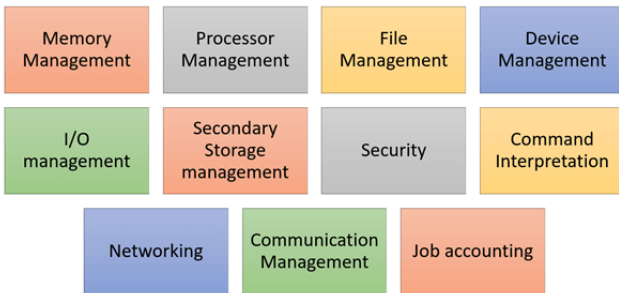 Memory
Management
Processor
Management
File
Management
Device
Management
I/O
management
Secondary
Storage
management
Security
Command
Interpretation
Networking
Communication
Management
Job accounting